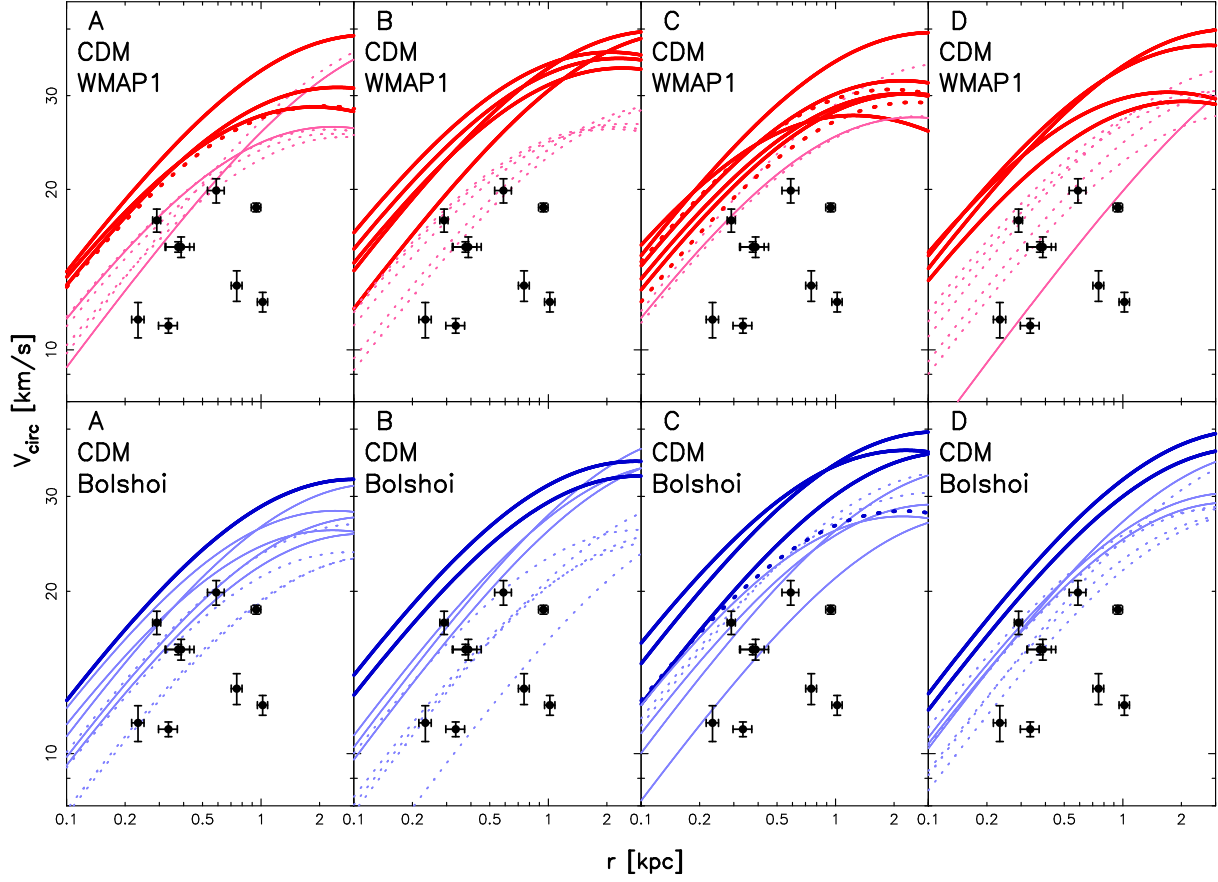 A
CDM
WMAP1
B
CDM
WMAP1
C
CDM
WMAP1
D
CDM
WMAP1
30
20
10
A
CDM
Bolshoi
B
CDM
Bolshoi
C
CDM
Bolshoi
D
CDM
Bolshoi
30
20
10
V_circ [km/s]
0.1 0.2 0.5 1 2 0.1 0.2 0.5 1 2 0.1 0.2 0.5 1 2 0.1 0.2 0.5 1 2
r [kpc]